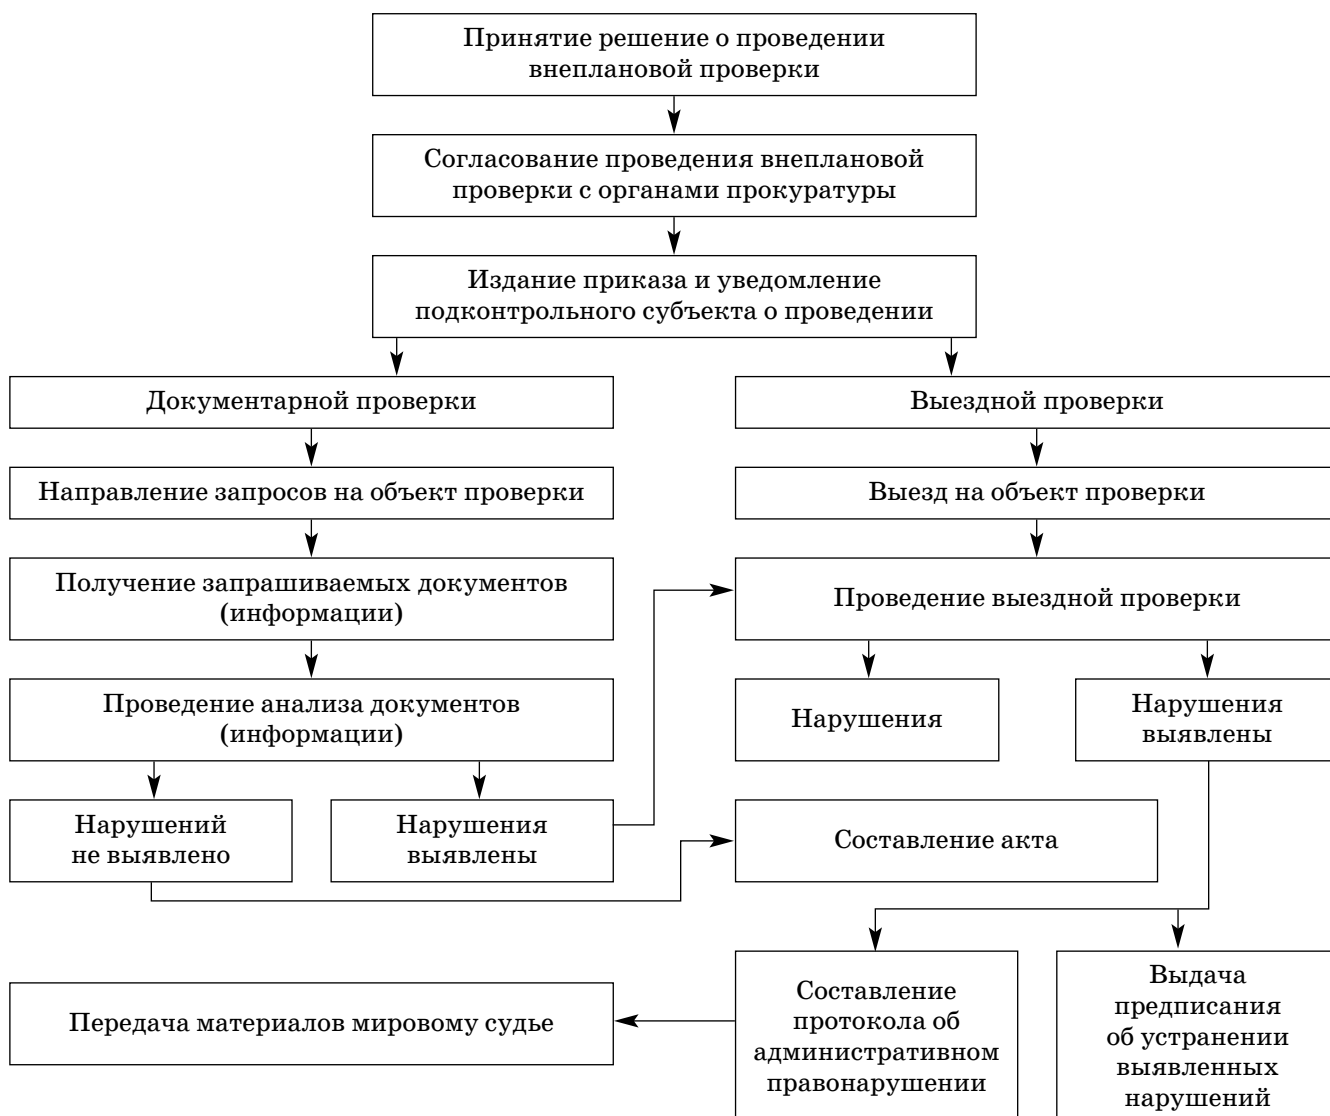 Принятие решение о проведении
внеплановой проверки
Согласование проведения внеплановой
проверки с органами прокуратуры
Издание приказа и уведомление
подконтрольного субъекта о проведении
Документарной проверки
Выездной проверки
Направление запросов на объект проверки
Выезд на объект проверки
Получение запрашиваемых документов
(информации)
Проведение выездной проверки
Проведение анализа документов
(информации)
Нарушения
Нарушения
выявлены
Нарушений
не выявлено
Нарушения
выявлены
Составление акта
Передача материалов мировому судье
Составление
протокола об
административном
правонарушении
Выдача
предписания
об устранении
выявленных
нарушений